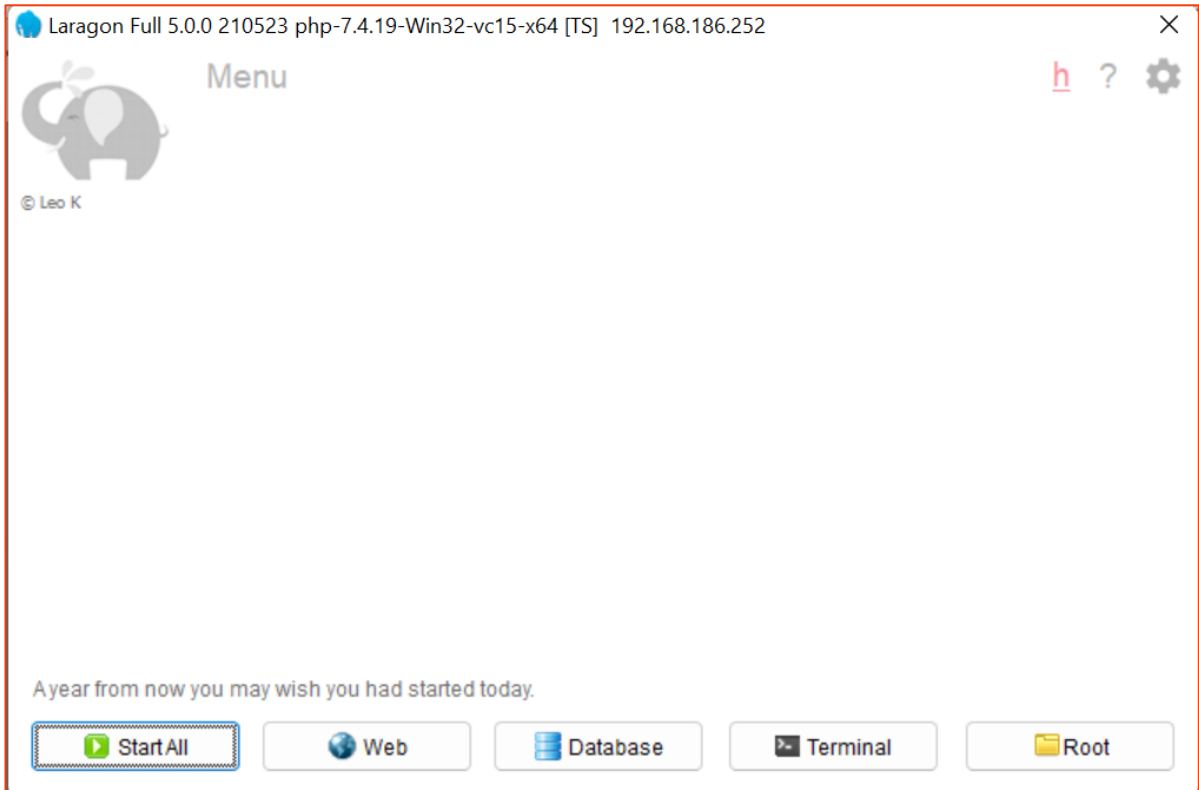 Laragon Full 5.0.0 210523 php-7.4.19-Win32-vc15-x64 [TS] 192.168.186.252
Menu h ?
© Leo K
A year from now you may wish you had started today.
Start All Web Database Terminal Root